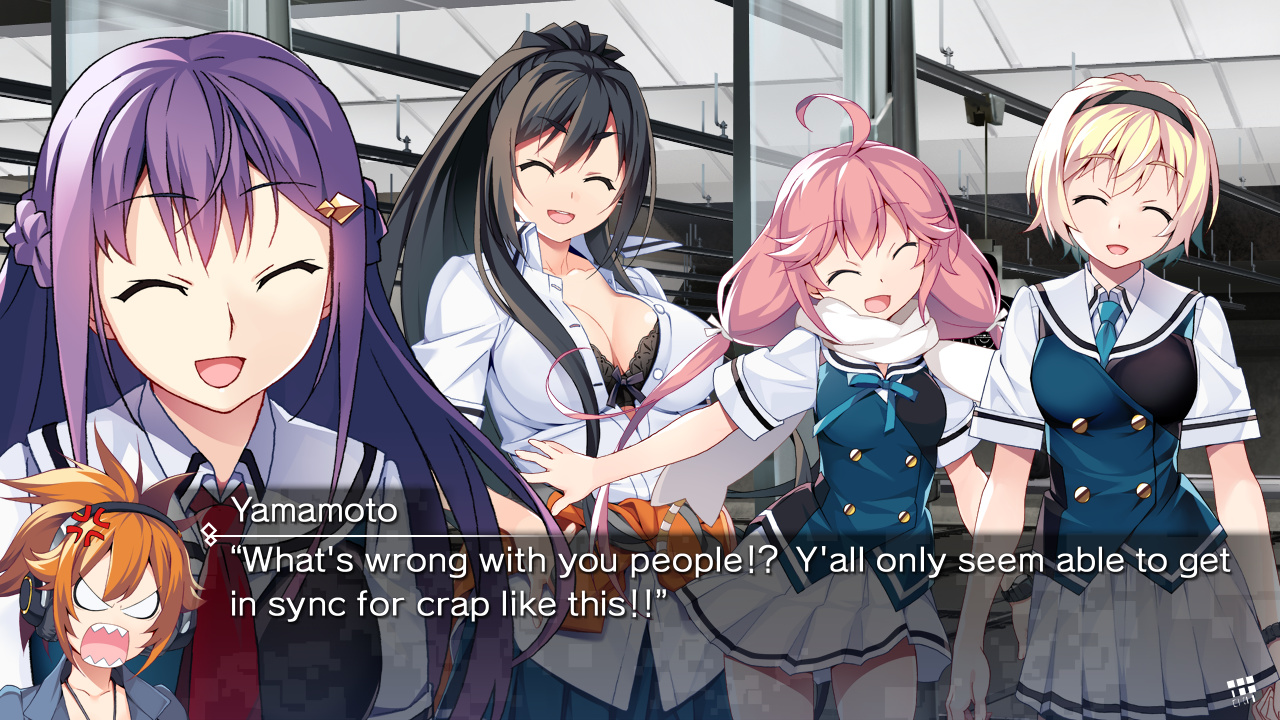 Yamamoto
“What's wrong with you people!? Y'all only seem able to get
in sync for crap like this!!”